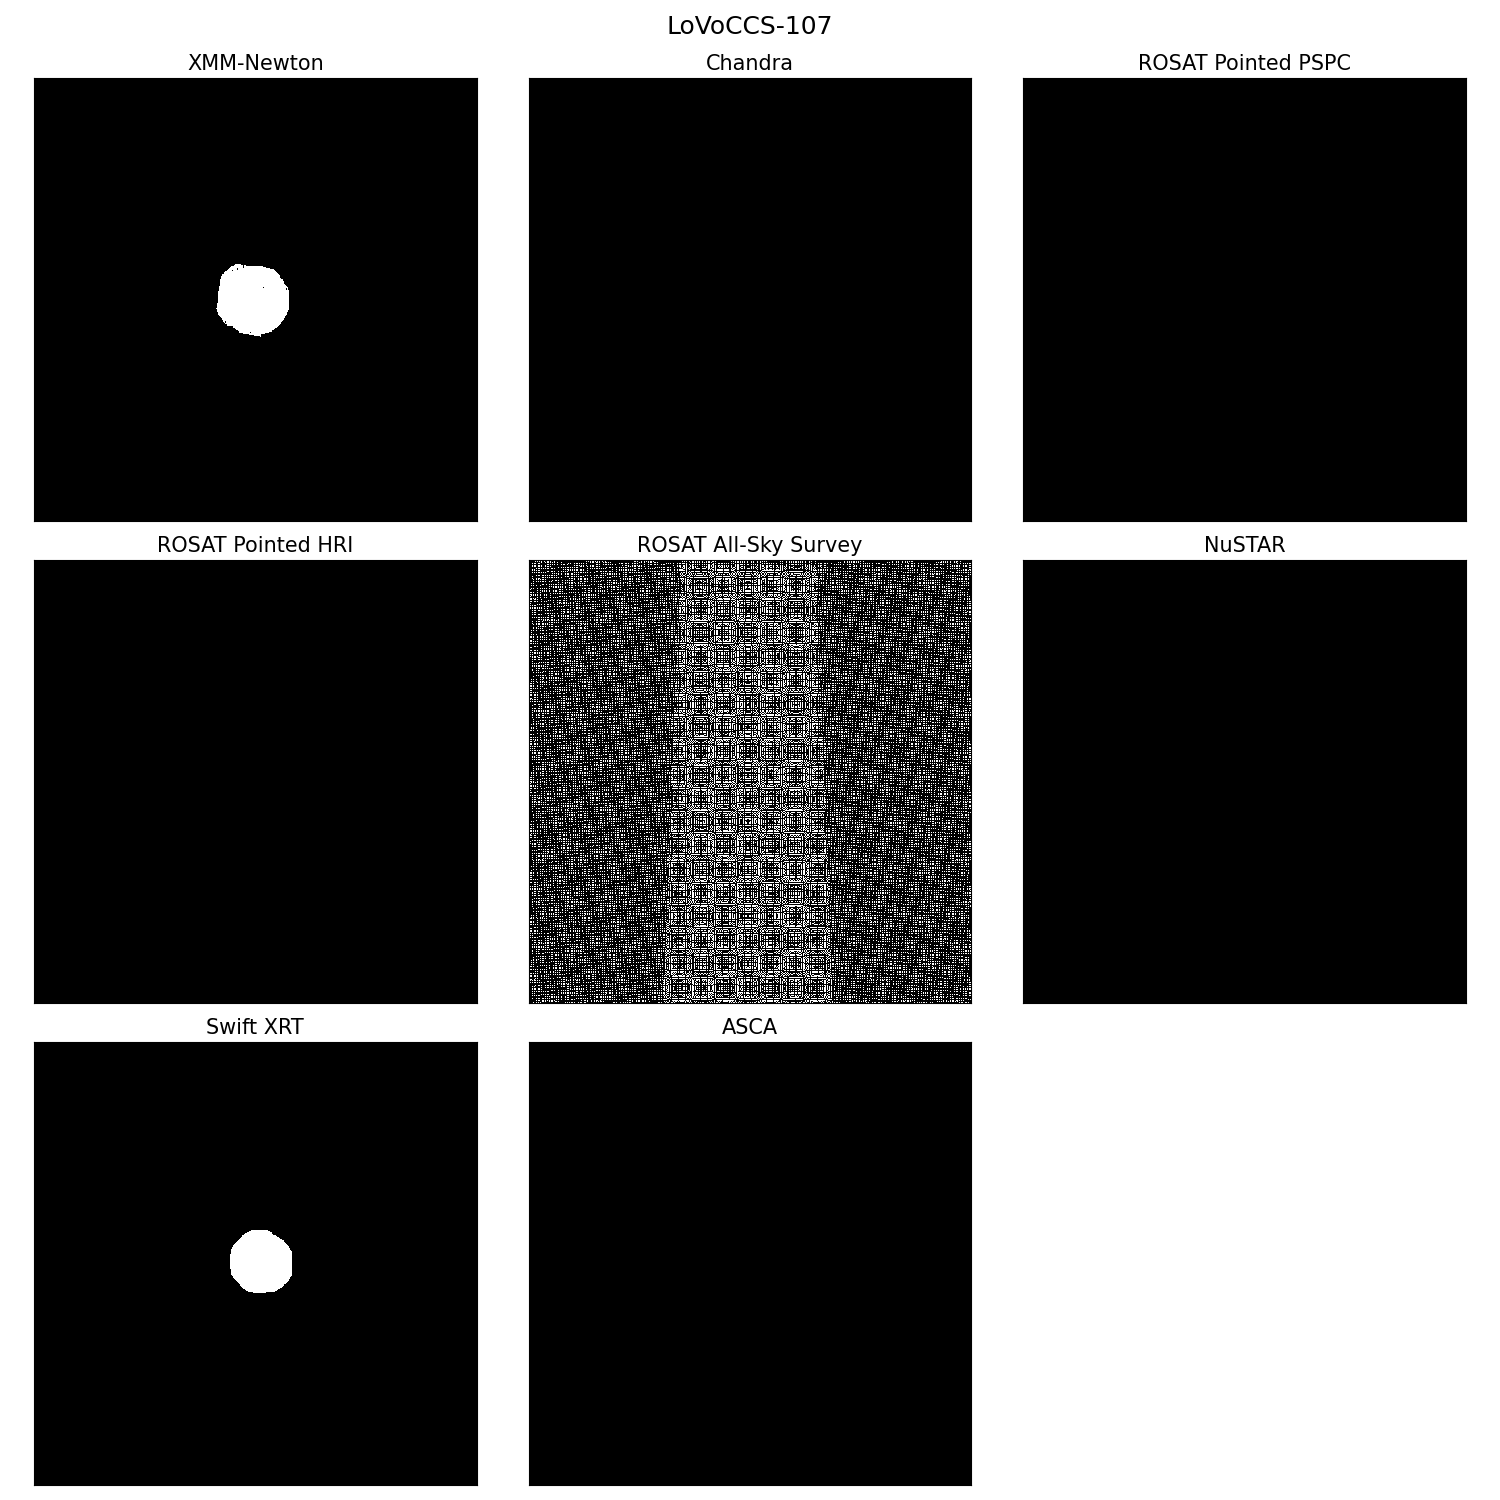 LoVoCCS-107
XMM-Newton
Chandra
ROSAT Pointed PSPC
ROSAT Pointed HRI
ROSAT All-Sky Survey
NuSTAR
Swift XRT
ASCA